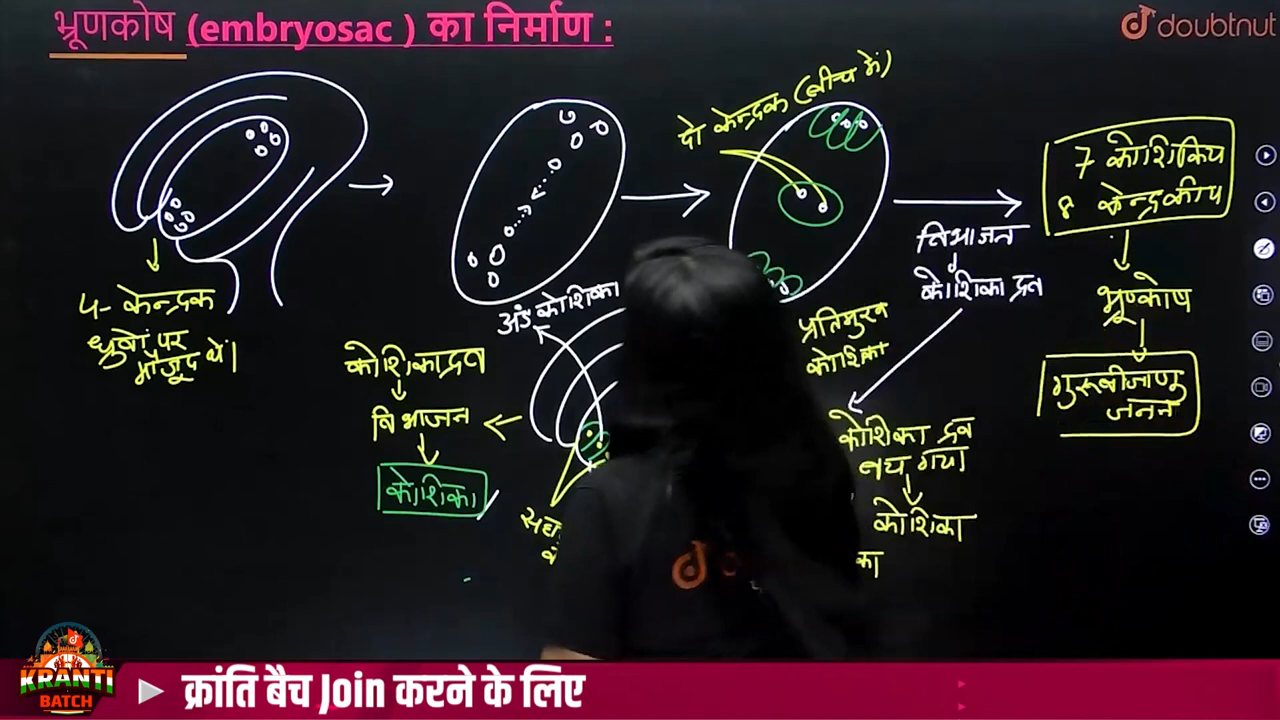 भ्रूणकोष (embryosac ) का निर्माण :
doubtnut
दो केन्द्रक (बीच में)
7 कोशिकिय
8 केन्द्रकीय
विभाजन
कोशिका द्रव
भ्रूणकोष
गुरूबीजाणु
जनन
4- केन्द्रक
ध्रुवों पर
मौजूद थे।
अंड कोशिका
प्रतिमुख
कोशिका
कोशिकाद्रव
विभाजन
कोशिका
कोशिका द्रव
बच गया
कोशिका
का
KRANTI
BATCH
क्रांति बैच Join करने के लिए